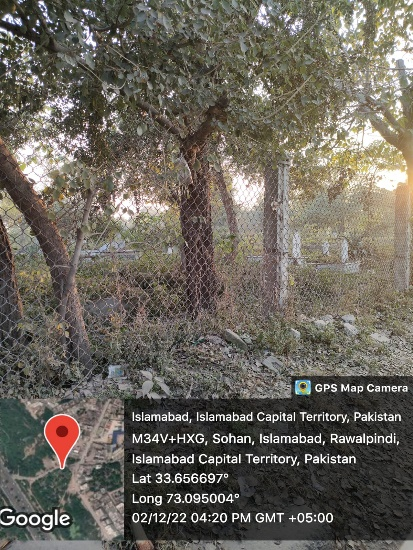 GPS Map Camera
Islamabad, Islamabad Capital Territory, Pakistan
M34V+HXG, Sohan, Islamabad, Rawalpindi,
Islamabad Capital Territory, Pakistan
Lat 33.656697°
Long 73.095004°
02/12/22 04:20 PM GMT +05:00
Google